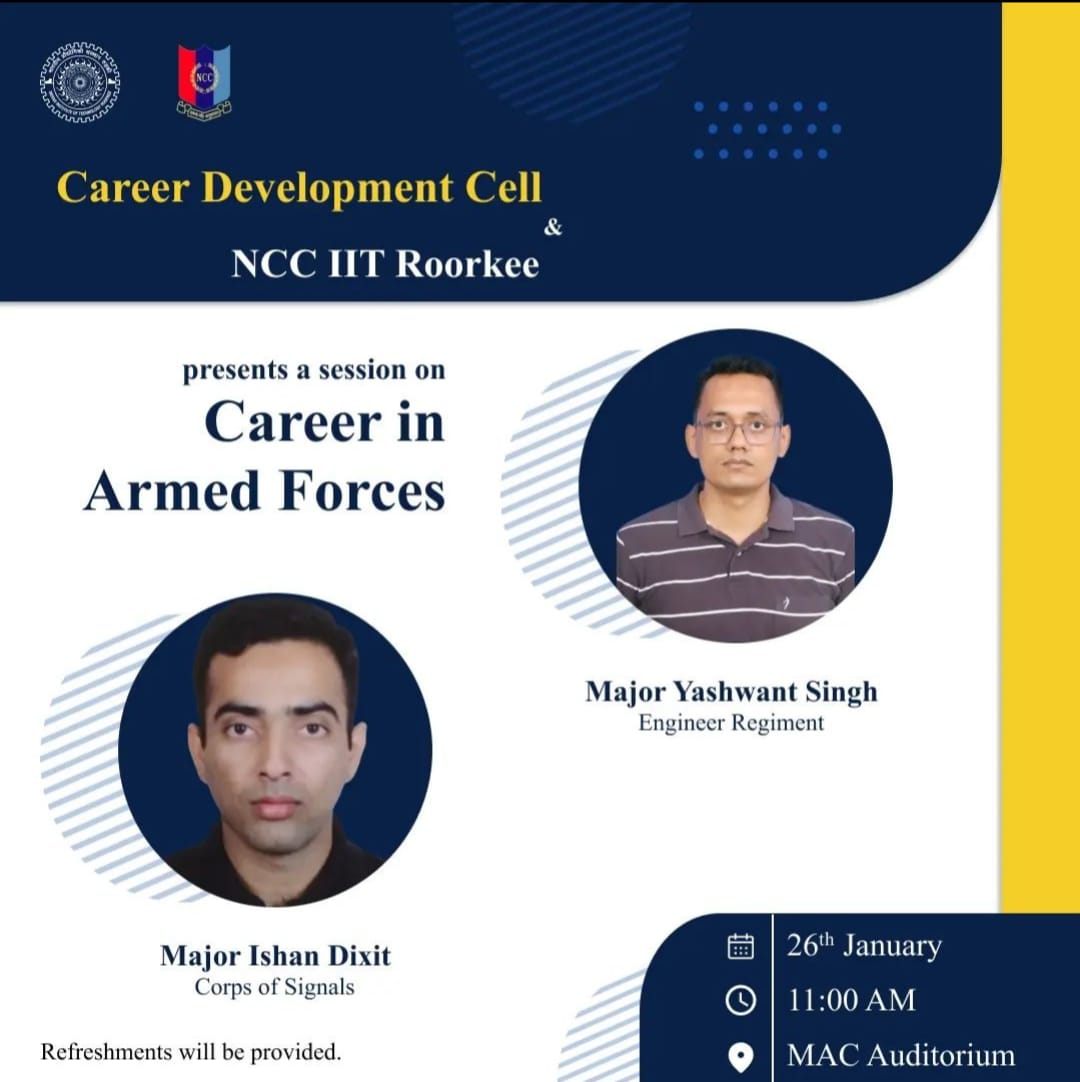 NCC
Career Development Cell
&
NCC IIT Roorkee
presents a session on
Career in
Armed Forces
Major Yashwant Singh
Engineer Regiment
Major Ishan Dixit
Corps of Signals
Refreshments will be provided.
26th January
11:00 AM
MAC Auditorium